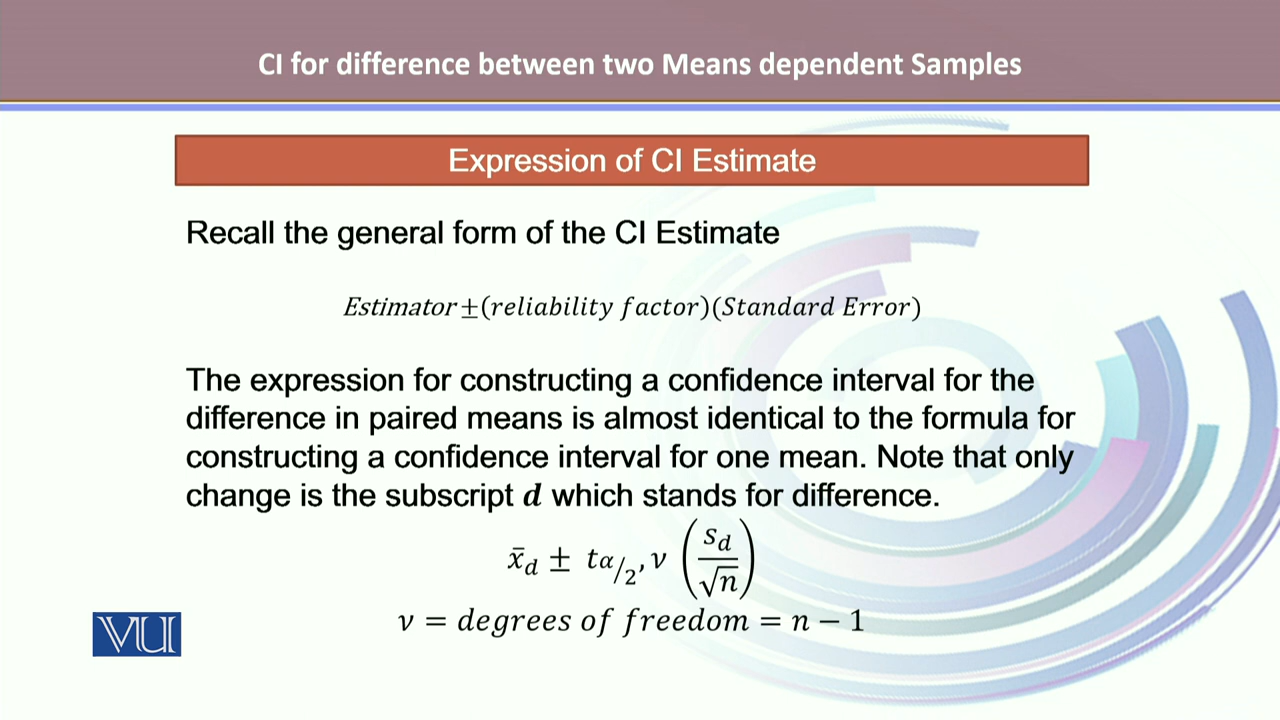 CI for difference between two Means dependent Samples
Expression of CI Estimate
Recall the general form of the CI Estimate
Estimator±(reliability factor)(Standard Error)
The expression for constructing a confidence interval for the
difference in paired means is almost identical to the formula for
constructing a confidence interval for one mean. Note that only
change is the subscript d which stands for difference.
x̄_d ± t_{α/2}, ν (s_d/√n)
ν = degrees of freedom = n − 1
VU